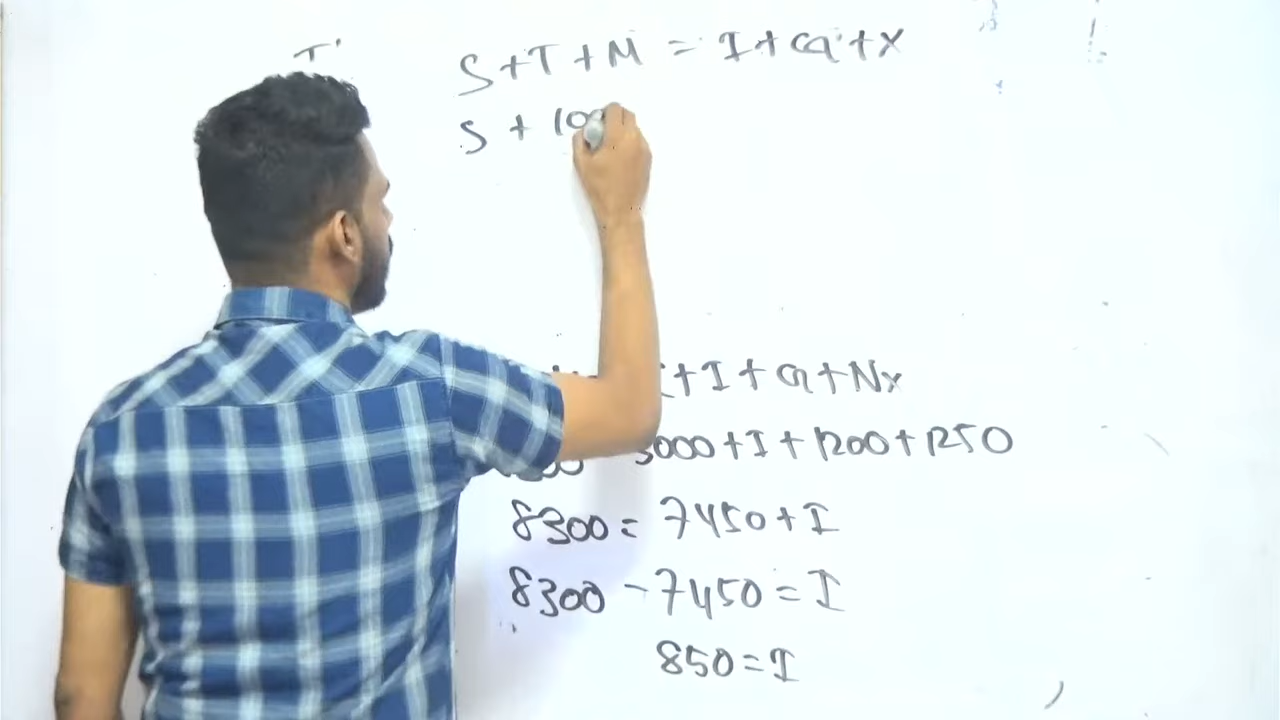 T'
S+T+M = I+G+X
S + 10
+I+G+Nx
3000+I+1200+1250
8300 = 7450+I
8300 - 7450 = I
850 = I